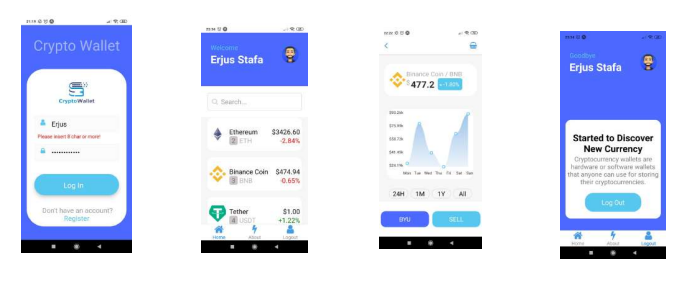 Crypto Wallet
CryptoWallet
Erjus
Please insert 8 char or more!
Log In
Don't have an account?
Register
Welcome
Erjus Stafa
Search...
Ethereum $3426.60
2 ETH -2.84%
Binance Coin $474.94
3 BNB -0.65%
Tether $1.00
4 USDT +1.22%
Home About Logout
Binance Coin / BNB
$477.2
Mon Tue Wed Thu Fri Sat Sun
24H 1M 1Y All
BYU SELL
Goodbye
Erjus Stafa
Started to Discover
New Currency
Cryptocurrency wallets are
hardware or software wallets
that anyone can use for storing
their cryptocurrencies.
Log Out
Home About Logout